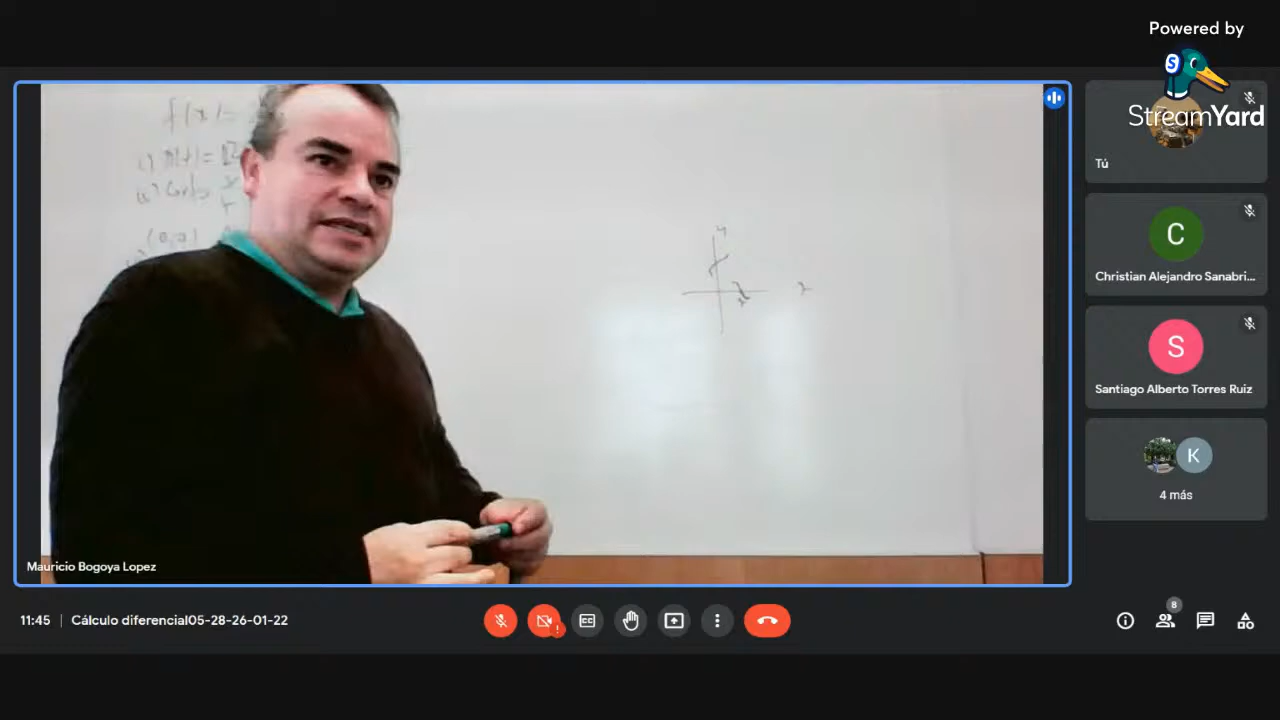 Powered by
StreamYard
f(x)=
Tú
C
Christian Alejandro Sanabri...
S
Santiago Alberto Torres Ruiz
K
4 más
y
x
Mauricio Bogoya Lopez
11:45 | Cálculo diferencial05-28-26-01-22
8